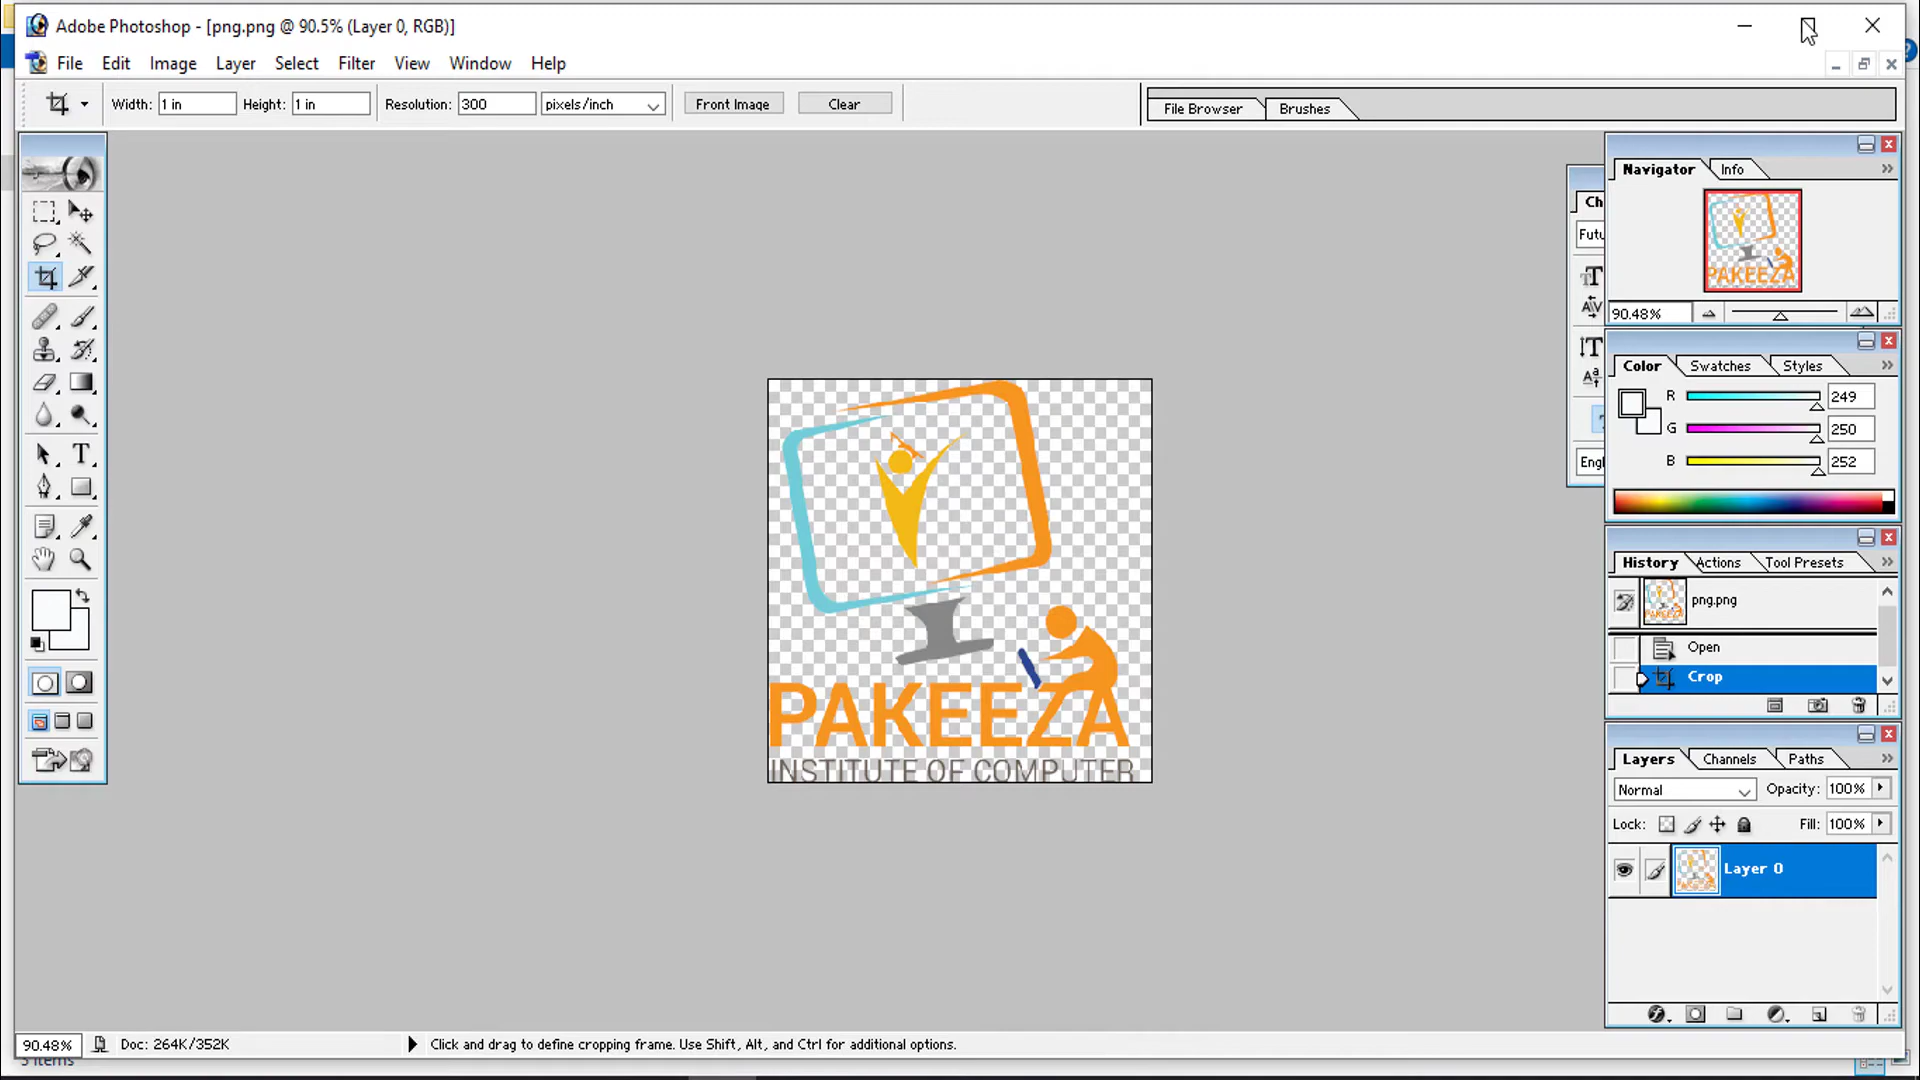 Adobe Photoshop - [png.png @ 90.5% (Layer 0, RGB)]
File Edit Image Layer Select Filter View Window Help
Width: 1 in Height: 1 in Resolution: 300 pixels/inch Front Image Clear
File Browser Brushes
Navigator Info
90.48%
Color Swatches Styles
R 249
G 250
B 252
History Actions Tool Presets
png.png
Open
Crop
Layers Channels Paths
Normal Opacity: 100%
Lock: Fill: 100%
Layer 0
PAKEEZA
INSTITUTE OF COMPUTER
PAKEEZA
90.48% Doc: 264K/352K Click and drag to define cropping frame. Use Shift, Alt, and Ctrl for additional options.